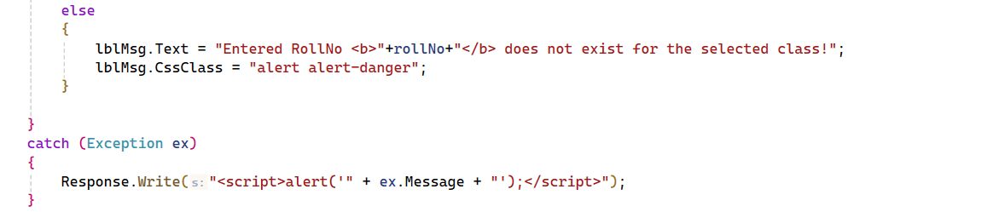 else
{
lblMsg.Text = "Entered RollNo <b>"+rollNo+"</b> does not exist for the selected class!";
lblMsg.CssClass = "alert alert-danger";
}
}
catch (Exception ex)
{
Response.Write(s:"<script>alert('" + ex.Message + "');</script>");
}